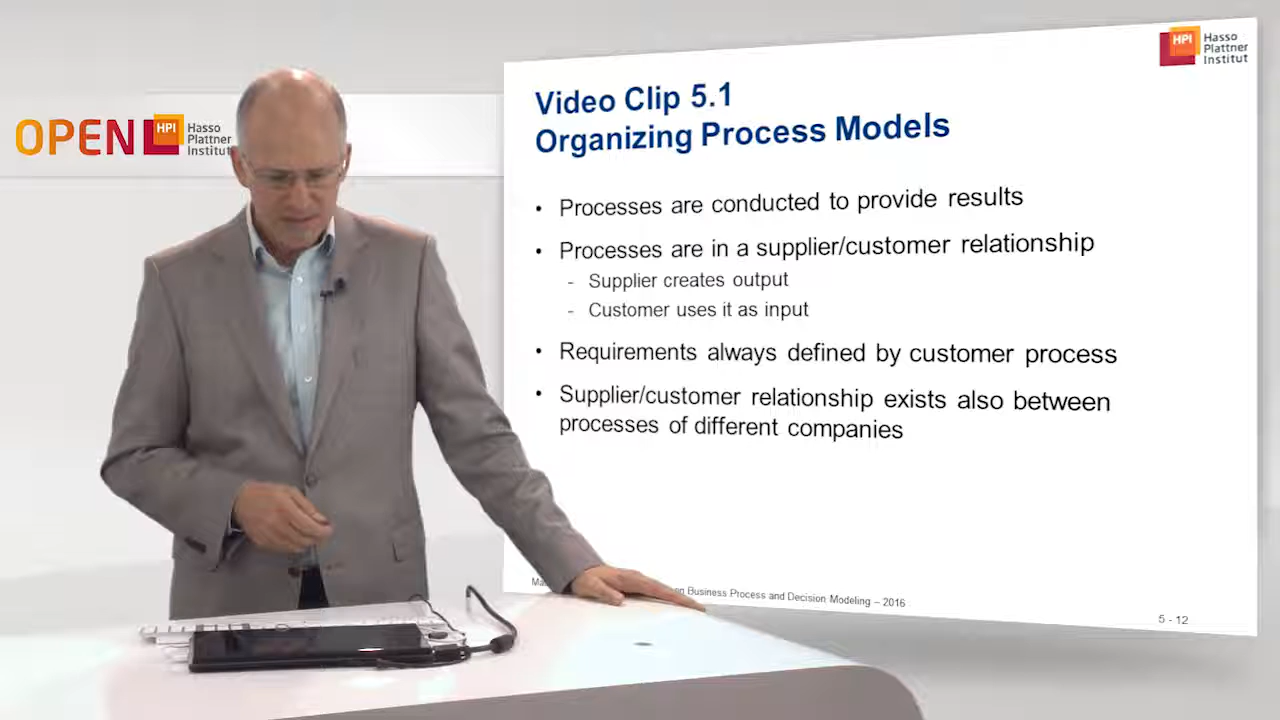 OPEN HPI Hasso
Plattner
Institut
HPI Hasso
Plattner
Institut
Video Clip 5.1
Organizing Process Models
• Processes are conducted to provide results
• Processes are in a supplier/customer relationship
- Supplier creates output
- Customer uses it as input
• Requirements always defined by customer process
• Supplier/customer relationship exists also between
processes of different companies
Business Process and Decision Modeling – 2016
5 - 12